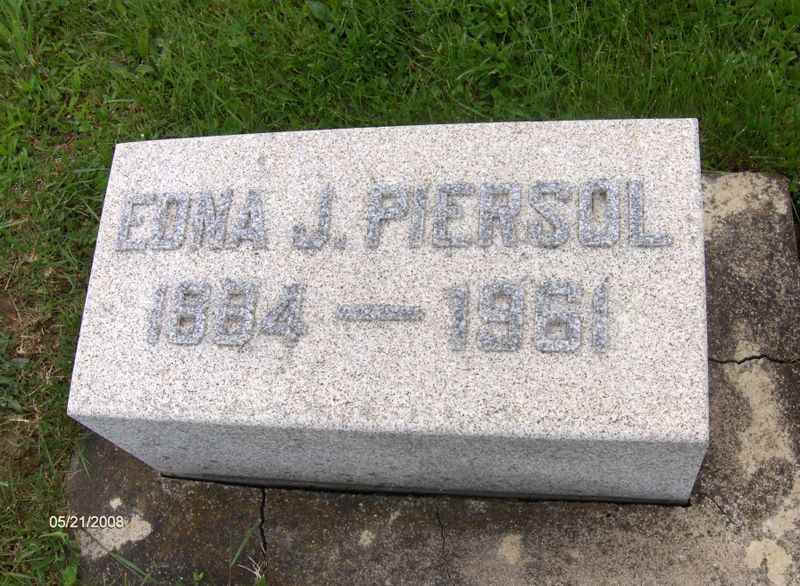 EDNA J. PIERSOL
1884 — 1961
05/21/2008